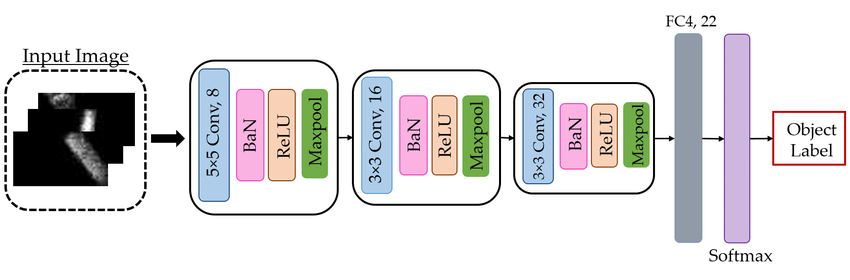 Input Image
5×5 Conv, 8
BaN
ReLU
Maxpool
3×3 Conv, 16
BaN
ReLU
Maxpool
3×3 Conv, 32
BaN
ReLU
Maxpool
FC4, 22
Softmax
Object
Label